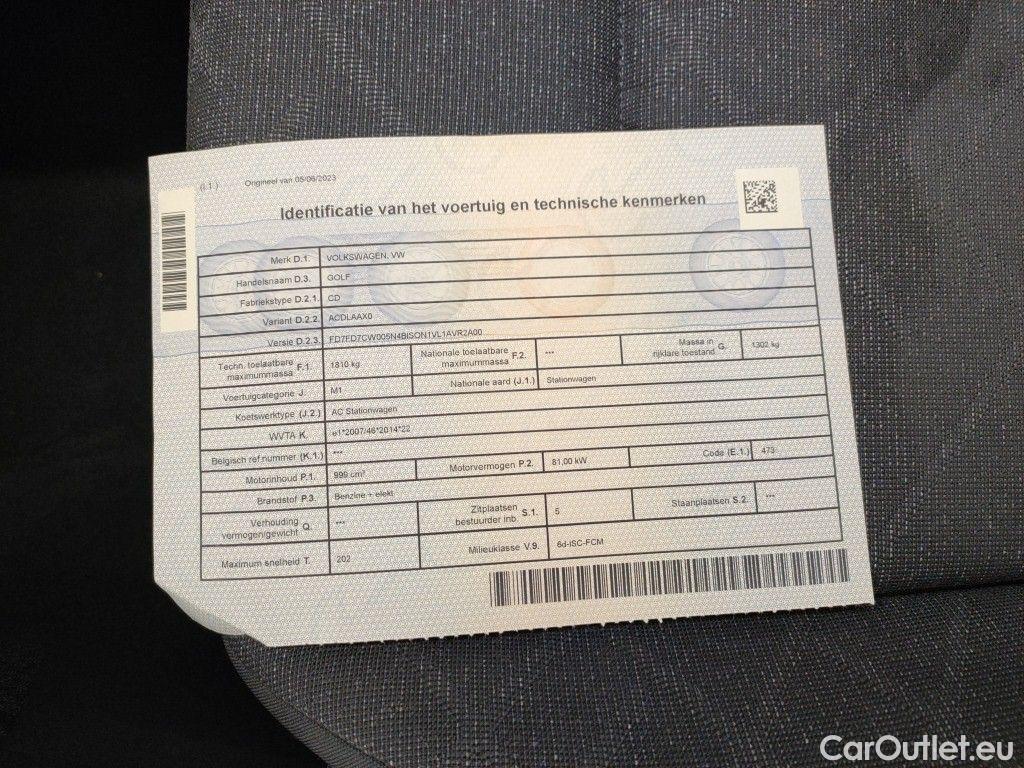 (I.1) Origineel van 05/06/2023
Identificatie van het voertuig en technische kenmerken
Merk D.1. VOLKSWAGEN, VW
Handelsnaam D.3. GOLF
Fabriekstype D.2.1. CD
Variant D.2.2. ACDLAAX0
Versie D.2.3. FD7FD7CW005N4BISON1VL1AVR2A00
Techn. toelaatbare F.1. 1810 kg Nationale toelaatbare F.2. *** Massa in G. 1302 kg
maximummassa maximummassa rijklare toestand
Voertuigcategorie J. M1 Nationale aard (J.1.) Stationwagen
Koetswerktype (J.2.) AC Stationwagen
WVTA K. e1*2007/46*2014*22
Belgisch ref.nummer (K.1.) ***
Motorinhoud P.1. 999 cm³ Motorvermogen P.2. 81,00 kW Code (E.1.) 473
Brandstof P.3. Benzine + elekt
Verhouding Q. *** Zitplaatsen S.1. 5 Staanplaatsen S.2. ***
vermogen/gewicht bestuurder inb.
Maximum snelheid T. 202 Milieuklasse V.9. 6d-ISC-FCM
CarOutlet.eu